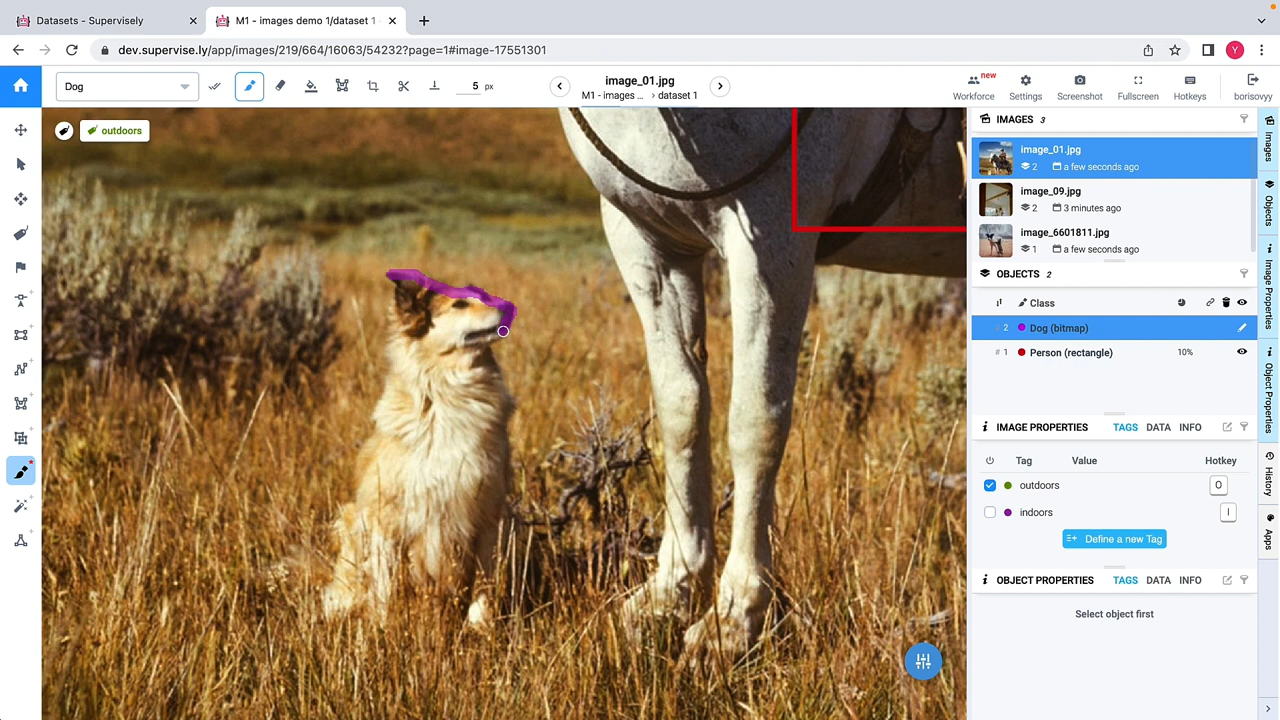 Datasets - Supervisely
M1 - images demo 1/dataset 1
dev.supervise.ly/app/images/219/664/16063/54232?page=1#image-17551301
Y
Dog
5 px
image_01.jpg
M1 - images ... › dataset 1
new
Workforce
Settings
Screenshot
Fullscreen
Hotkeys
borisovyy
outdoors
IMAGES 3
image_01.jpg
2 a few seconds ago
image_09.jpg
2 3 minutes ago
image_6601811.jpg
1 a few seconds ago
OBJECTS 2
Class
# 2 Dog (bitmap)
# 1 Person (rectangle) 10%
IMAGE PROPERTIES TAGS DATA INFO
Tag Value Hotkey
outdoors O
indoors I
Define a new Tag
OBJECT PROPERTIES TAGS DATA INFO
Select object first
Images
Objects
Image Properties
Object Properties
History
Apps